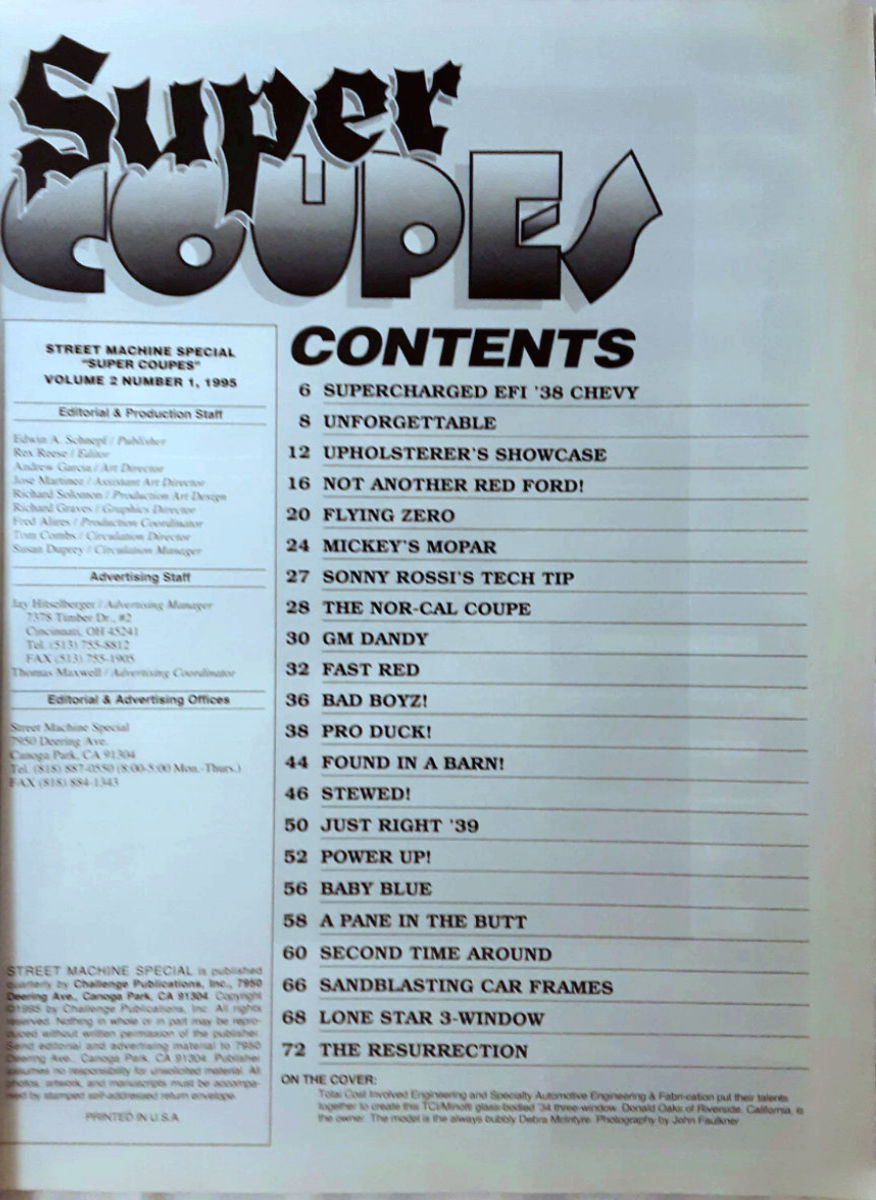 Super
COUPES
STREET MACHINE SPECIAL
"SUPER COUPES"
VOLUME 2 NUMBER 1, 1995
Editorial & Production Staff
Edwin A. Schnepf / Publisher
Rex Reese / Editor
Andrew Garcia / Art Director
Jose Martinez / Assistant Art Director
Richard Solomon / Production Art Design
Richard Graves / Graphics Director
Fred Alires / Production Coordinator
Tom Combs / Circulation Director
Susan Duprey / Circulation Manager
Advertising Staff
Jay Hitselberger / Advertising Manager
7378 Timber Dr., #2
Cincinnati, OH 45241
Tel. (513) 755-8812
FAX (513) 755-1905
Thomas Maxwell / Advertising Coordinator
Editorial & Advertising Offices
Street Machine Special
7950 Deering Ave.
Canoga Park, CA 91304
Tel. (818) 887-0550 (8:00-5:00 Mon.-Thurs.)
FAX (818) 884-1343
STREET MACHINE SPECIAL is published
quarterly by Challenge Publications, Inc., 7950
Deering Ave., Canoga Park, CA 91304. Copyright
©1995 by Challenge Publications, Inc. All rights
reserved. Nothing in whole or in part may be repro-
duced without written permission of the publisher.
Send editorial and advertising material to 7950
Deering Ave., Canoga Park, CA 91304. Publisher
assumes no responsibility for unsolicited material. All
photos, artwork, and manuscripts must be accompa-
nied by stamped self-addressed return envelope.
PRINTED IN U.S.A
CONTENTS
6 SUPERCHARGED EFI '38 CHEVY
8 UNFORGETTABLE
12 UPHOLSTERER'S SHOWCASE
16 NOT ANOTHER RED FORD!
20 FLYING ZERO
24 MICKEY'S MOPAR
27 SONNY ROSSI'S TECH TIP
28 THE NOR-CAL COUPE
30 GM DANDY
32 FAST RED
36 BAD BOYZ!
38 PRO DUCK!
44 FOUND IN A BARN!
46 STEWED!
50 JUST RIGHT '39
52 POWER UP!
56 BABY BLUE
58 A PANE IN THE BUTT
60 SECOND TIME AROUND
66 SANDBLASTING CAR FRAMES
68 LONE STAR 3-WINDOW
72 THE RESURRECTION
ON THE COVER:
Total Cost Involved Engineering and Specialty Automotive Engineering & Fabri-cation put their talents
together to create this TCI/Minotti glass-bodied '34 three-window. Donald Oaks of Riverside, California, is
the owner. The model is the always bubbly Debra McIntyre. Photography by John Faulkner